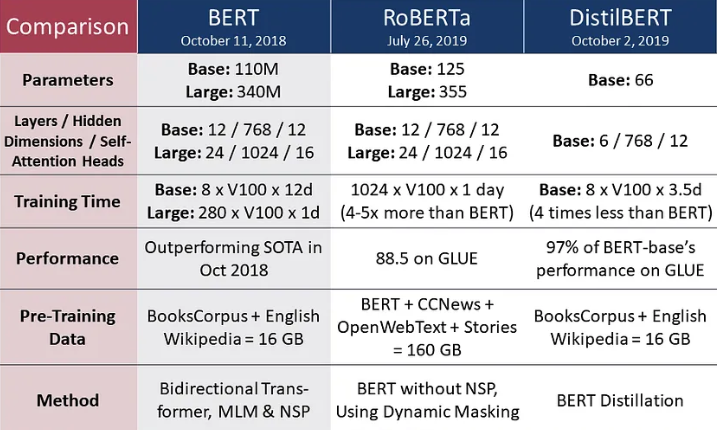 Comparison
BERT
October 11, 2018
RoBERTa
July 26, 2019
DistilBERT
October 2, 2019
Parameters
Base: 110M
Large: 340M
Base: 125
Large: 355
Base: 66
Layers / Hidden
Dimensions / Self-
Attention Heads
Base: 12 / 768 / 12
Large: 24 / 1024 / 16
Base: 12 / 768 / 12
Large: 24 / 1024 / 16
Base: 6 / 768 / 12
Training Time
Base: 8 x V100 x 12d
Large: 280 x V100 x 1d
1024 x V100 x 1 day
(4-5x more than BERT)
Base: 8 x V100 x 3.5d
(4 times less than BERT)
Performance
Outperforming SOTA in
Oct 2018
88.5 on GLUE
97% of BERT-base's
performance on GLUE
Pre-Training
Data
BooksCorpus + English
Wikipedia = 16 GB
BERT + CCNews +
OpenWebText + Stories
= 160 GB
BooksCorpus + English
Wikipedia = 16 GB
Method
Bidirectional Trans-
former, MLM & NSP
BERT without NSP,
Using Dynamic Masking
BERT Distillation